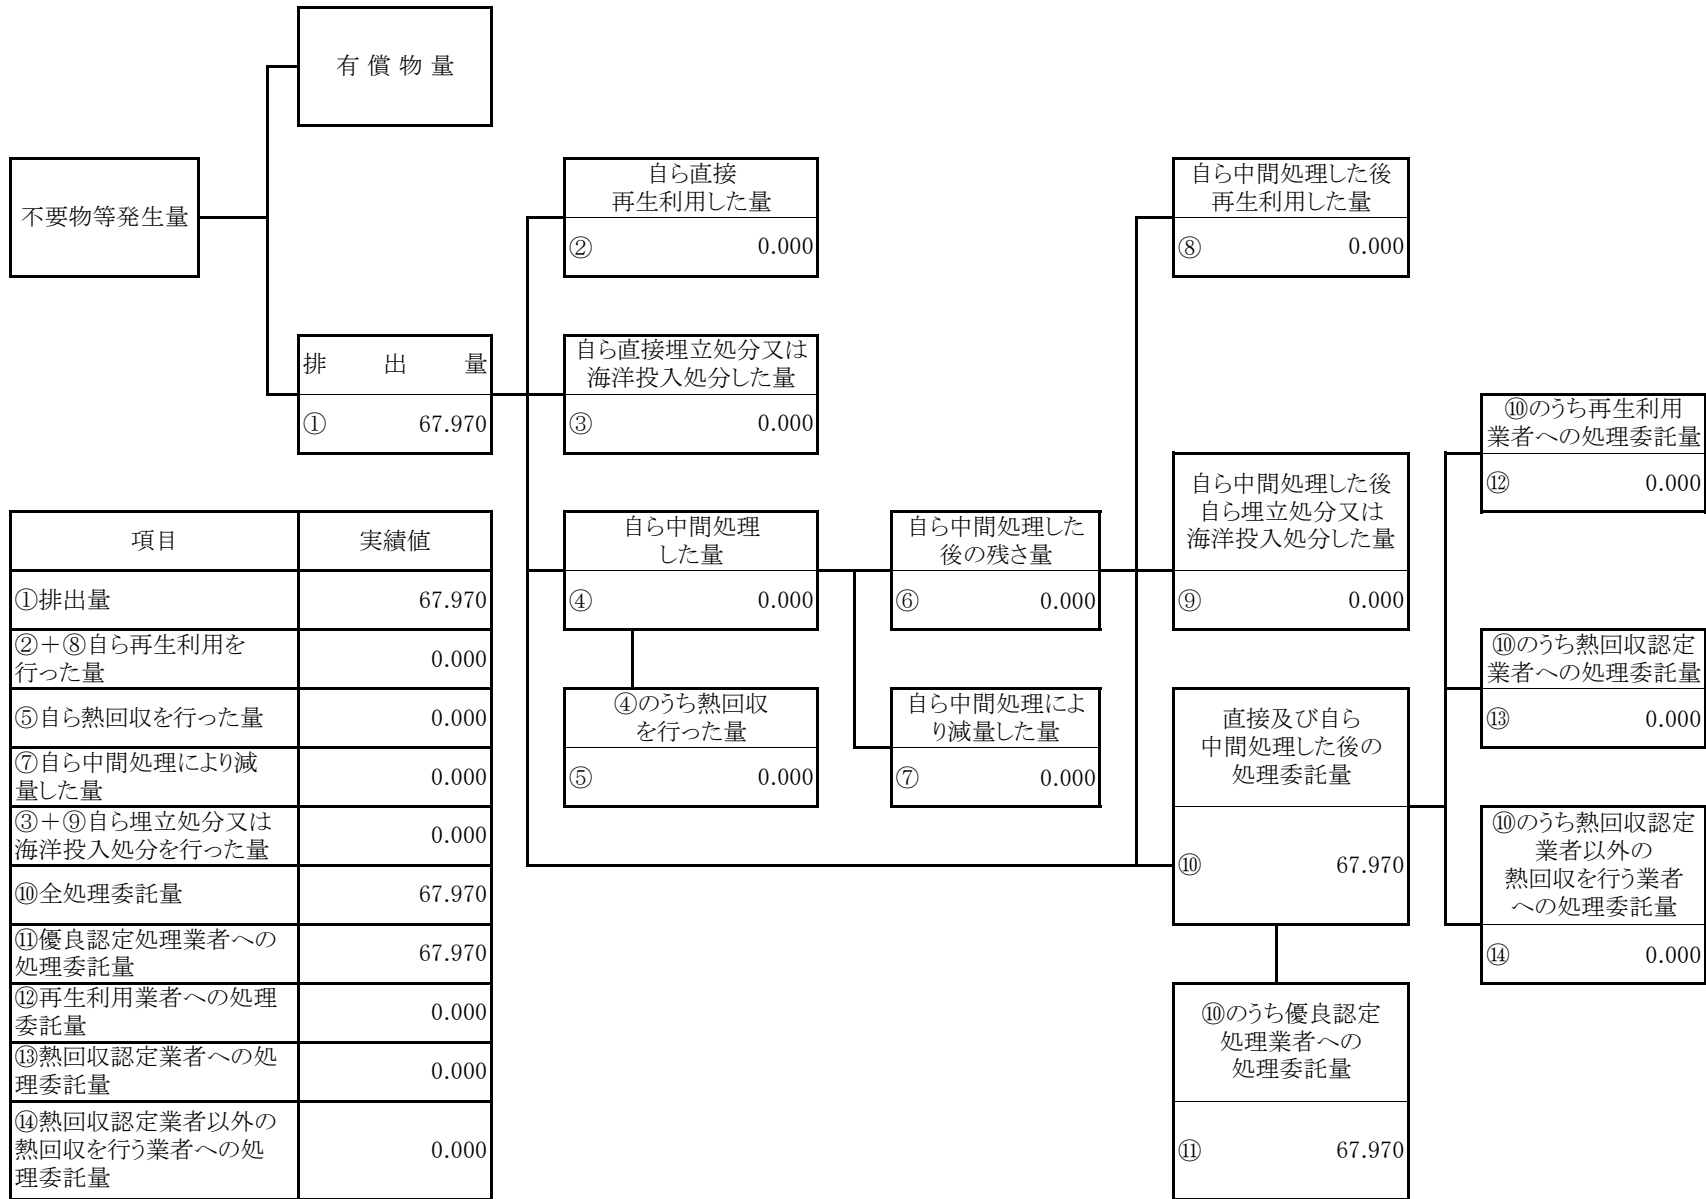 有 償 物 量
不要物等発生量
自ら直接
再生利用した量
② 0.000
自ら中間処理した後
再生利用した量
⑧ 0.000
排 出 量
① 67.970
自ら直接埋立処分又は
海洋投入処分した量
③ 0.000
⑩のうち再生利用
業者への処理委託量
⑫ 0.000
自ら中間処理した後
自ら埋立処分又は
海洋投入処分した量
⑨ 0.000
自ら中間処理
した量
④ 0.000
自ら中間処理した
後の残さ量
⑥ 0.000
④のうち熱回収
を行った量
⑤ 0.000
自ら中間処理によ
り減量した量
⑦ 0.000
直接及び自ら
中間処理した後の
処理委託量
⑩ 67.970
⑩のうち熱回収認定
業者への処理委託量
⑬ 0.000
⑩のうち熱回収認定
業者以外の
熱回収を行う業者
への処理委託量
⑭ 0.000
⑩のうち優良認定
処理業者への
処理委託量
⑪ 67.970
項目 実績値
①排出量 67.970
②+⑧自ら再生利用を
行った量 0.000
⑤自ら熱回収を行った量 0.000
⑦自ら中間処理により減
量した量 0.000
③+⑨自ら埋立処分又は
海洋投入処分を行った量 0.000
⑩全処理委託量 67.970
⑪優良認定処理業者への
処理委託量 67.970
⑫再生利用業者への処理
委託量 0.000
⑬熱回収認定業者への処
理委託量 0.000
⑭熱回収認定業者以外の
熱回収を行う業者への処
理委託量 0.000